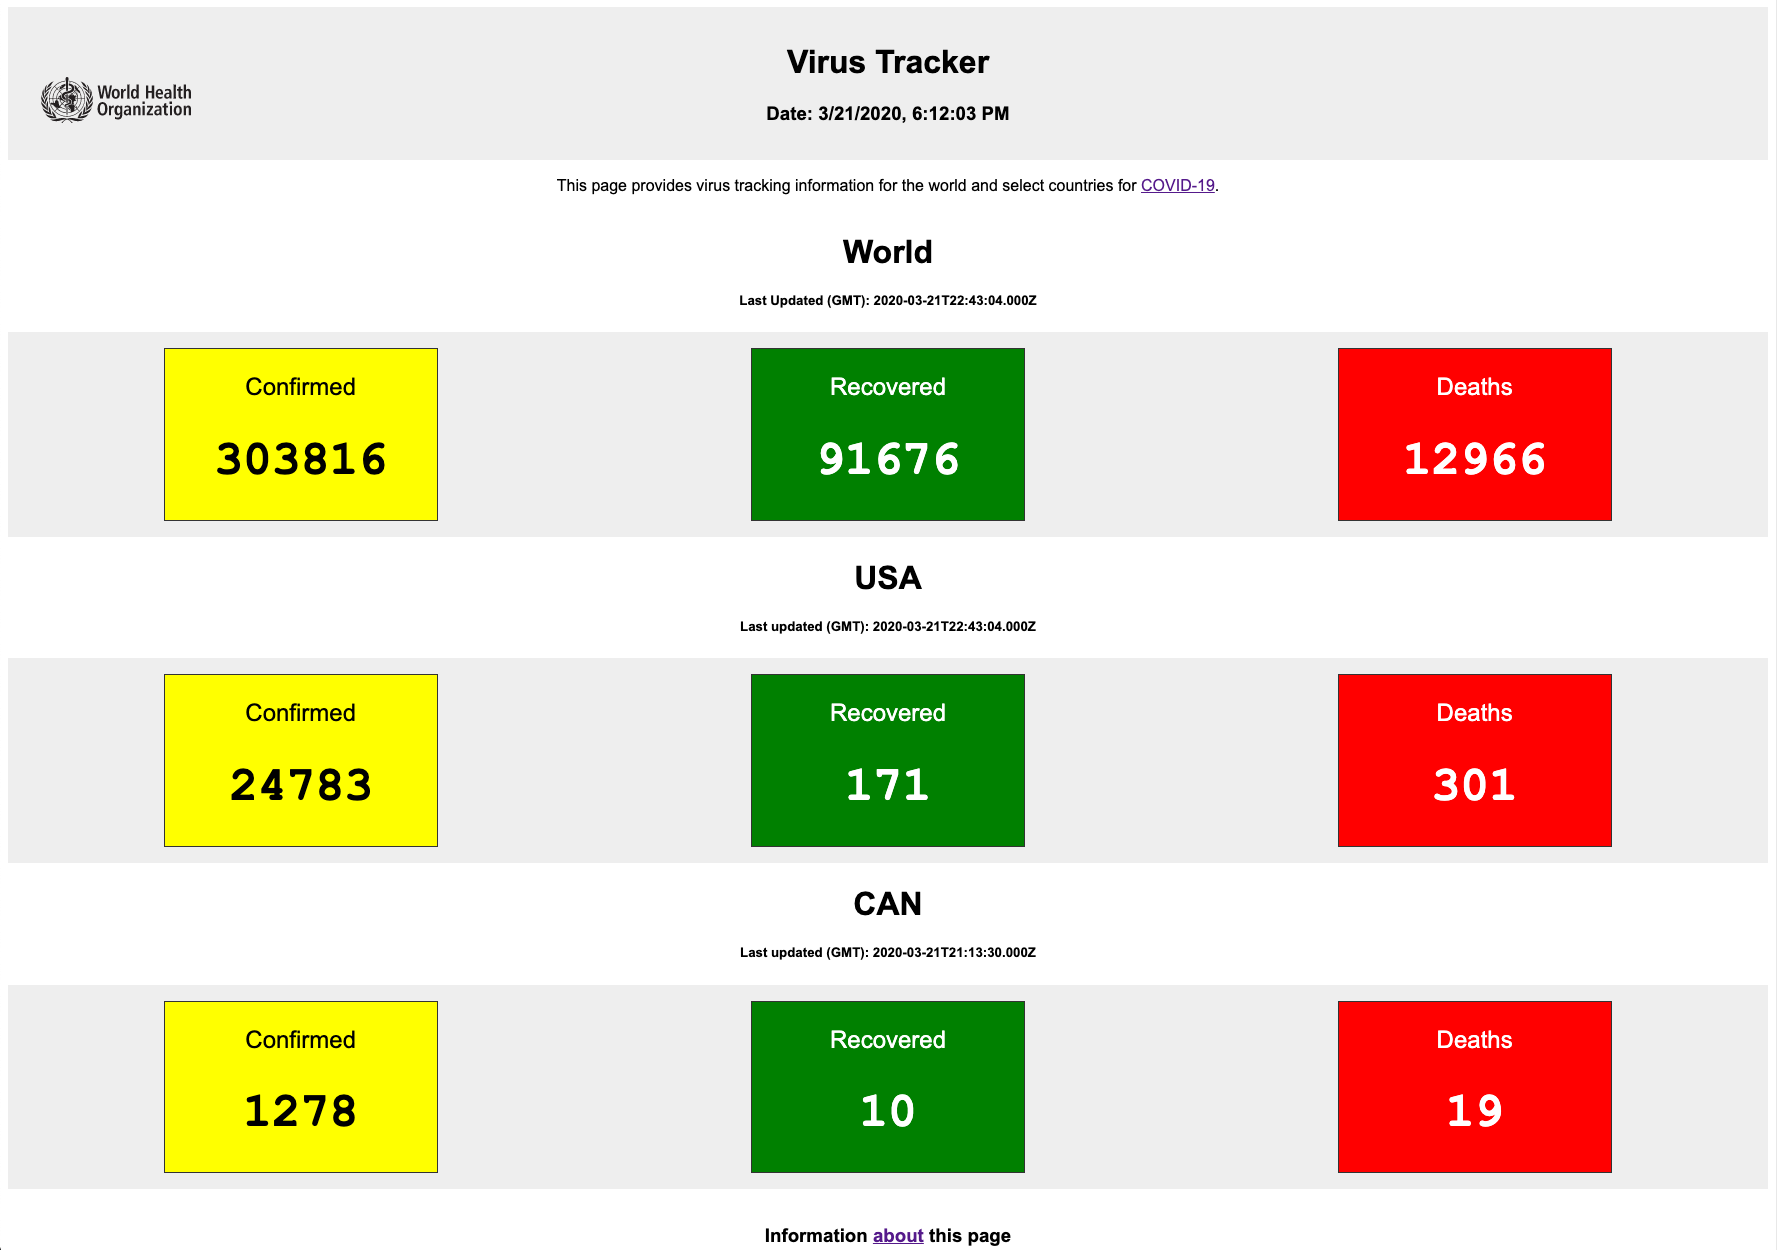 Virus Tracker
World Health
Organization
Date: 3/21/2020, 6:12:03 PM
This page provides virus tracking information for the world and select countries for COVID-19.
World
Last Updated (GMT): 2020-03-21T22:43:04.000Z
Confirmed
303816
Recovered
91676
Deaths
12966
USA
Last updated (GMT): 2020-03-21T22:43:04.000Z
Confirmed
24783
Recovered
171
Deaths
301
CAN
Last updated (GMT): 2020-03-21T21:13:30.000Z
Confirmed
1278
Recovered
10
Deaths
19
Information about this page